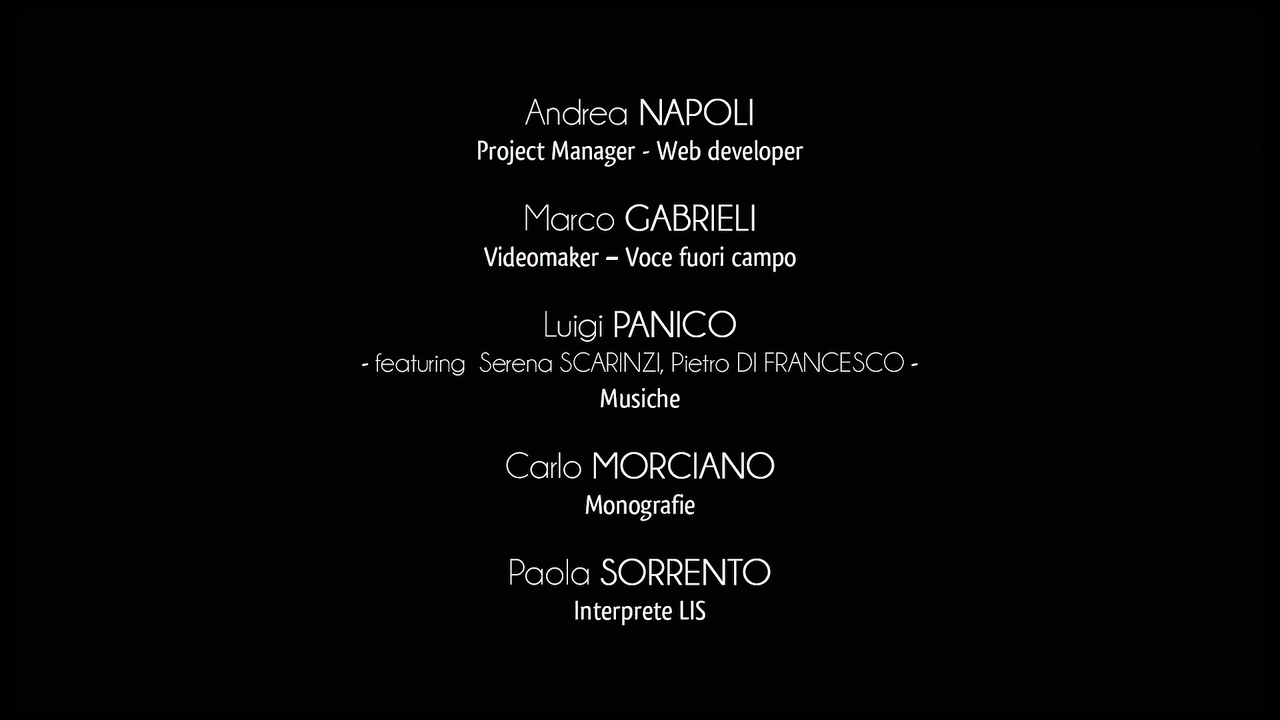 Andrea NAPOLI
Project Manager - Web developer
Marco GABRIELI
Videomaker – Voce fuori campo
Luigi PANICO
- featuring Serena SCARINZI, Pietro DI FRANCESCO -
Musiche
Carlo MORCIANO
Monografie
Paola SORRENTO
Interprete LIS